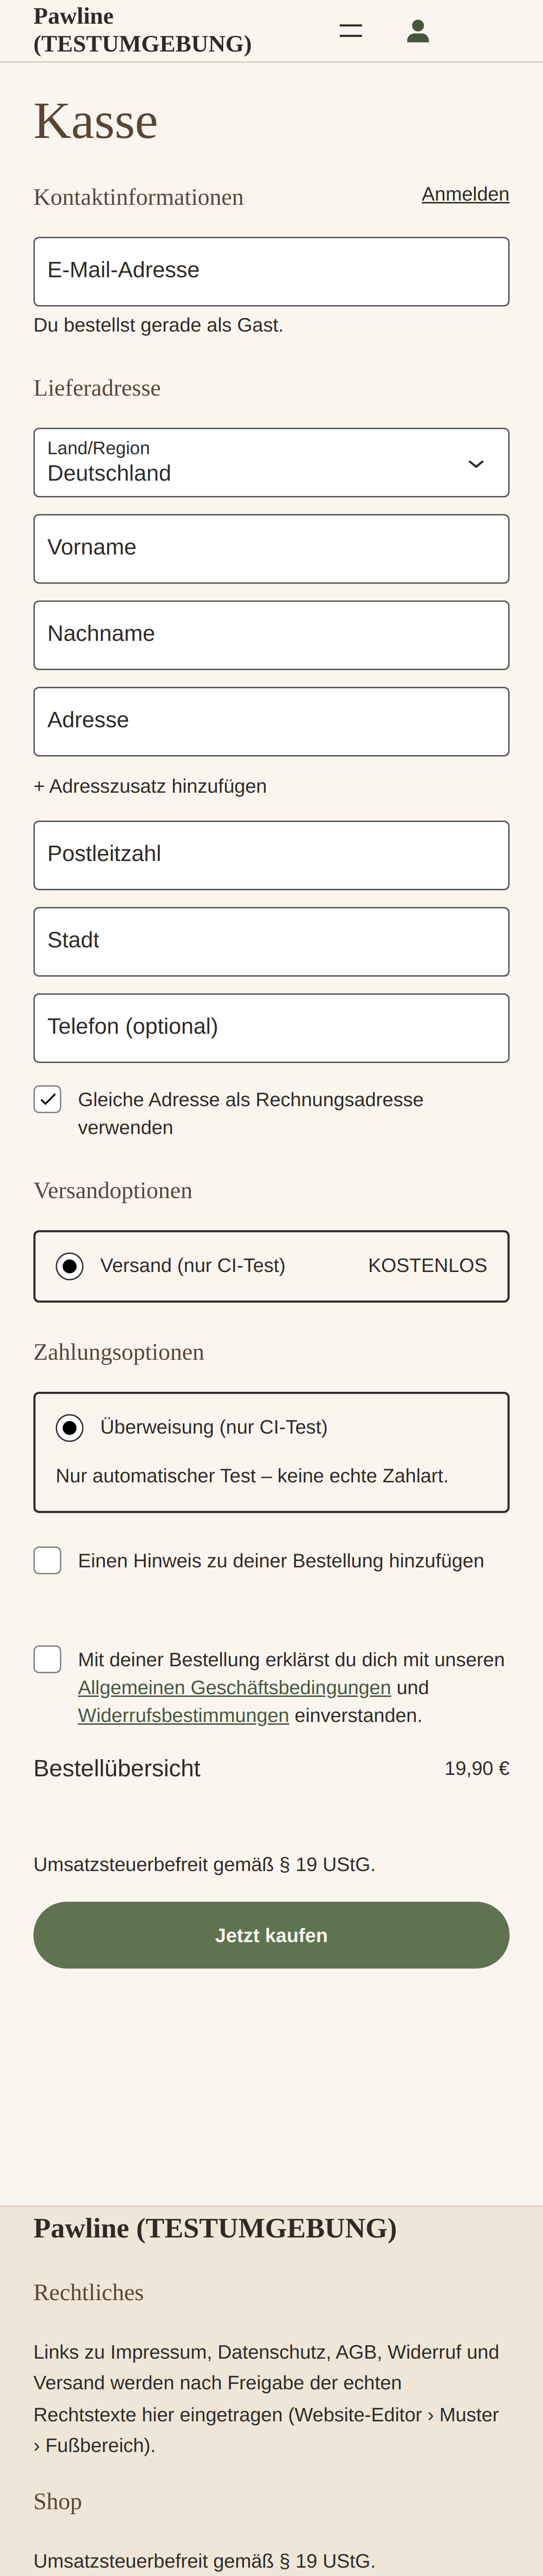 Pawline
(TESTUMGEBUNG)
Kasse
Kontaktinformationen
Anmelden
E-Mail-Adresse
Du bestellst gerade als Gast.
Lieferadresse
Land/Region
Deutschland
Vorname
Nachname
Adresse
+ Adresszusatz hinzufügen
Postleitzahl
Stadt
Telefon (optional)
Gleiche Adresse als Rechnungsadresse
verwenden
Versandoptionen
Versand (nur CI-Test) KOSTENLOS
Zahlungsoptionen
Überweisung (nur CI-Test)
Nur automatischer Test – keine echte Zahlart.
Einen Hinweis zu deiner Bestellung hinzufügen
Mit deiner Bestellung erklärst du dich mit unseren
Allgemeinen Geschäftsbedingungen und
Widerrufsbestimmungen einverstanden.
Bestellübersicht 19,90 €
Umsatzsteuerbefreit gemäß § 19 UStG.
Jetzt kaufen
Pawline (TESTUMGEBUNG)
Rechtliches
Links zu Impressum, Datenschutz, AGB, Widerruf und
Versand werden nach Freigabe der echten
Rechtstexte hier eingetragen (Website-Editor › Muster
› Fußbereich).
Shop
Umsatzsteuerbefreit gemäß § 19 UStG.